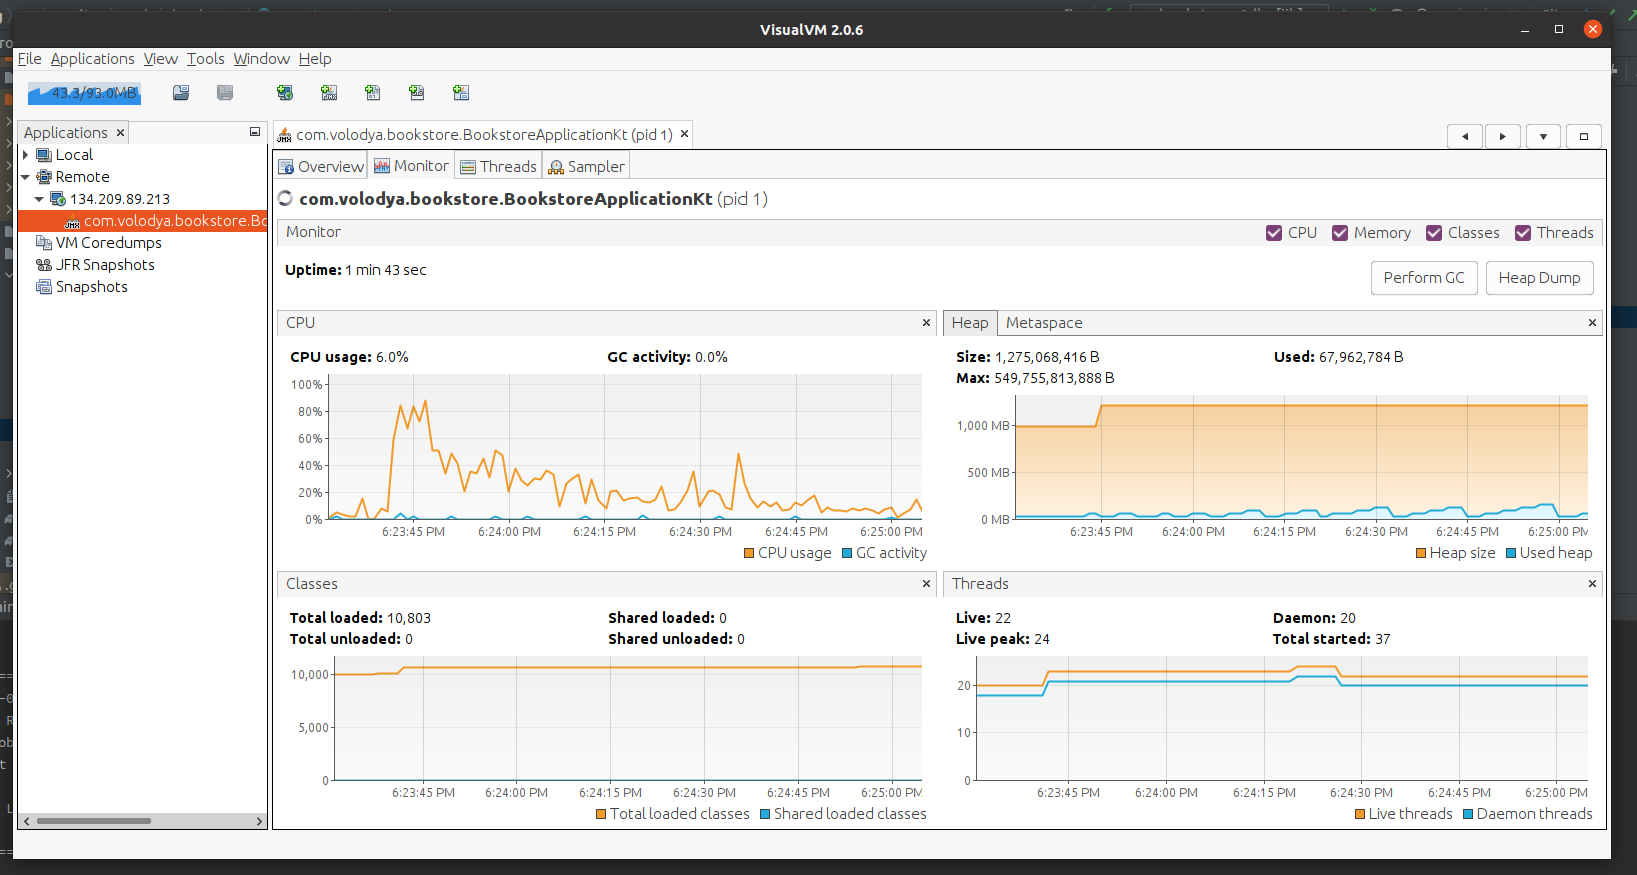 VisualVM 2.0.6
File Applications View Tools Window Help
43.3/93.0MB
Applications
Local
Remote
134.209.89.213
com.volodya.bookstore.Bo
VM Coredumps
JFR Snapshots
Snapshots
com.volodya.bookstore.BookstoreApplicationKt (pid 1)
Overview Monitor Threads Sampler
com.volodya.bookstore.BookstoreApplicationKt (pid 1)
Monitor CPU Memory Classes Threads
Uptime: 1 min 43 sec
Perform GC Heap Dump
CPU
CPU usage: 6.0% GC activity: 0.0%
100%
80%
60%
40%
20%
0%
6:23:45 PM 6:24:00 PM 6:24:15 PM 6:24:30 PM 6:24:45 PM 6:25:00 PM
CPU usage GC activity
Heap Metaspace
Size: 1,275,068,416 B Used: 67,962,784 B
Max: 549,755,813,888 B
1,000 MB
500 MB
0 MB
6:23:45 PM 6:24:00 PM 6:24:15 PM 6:24:30 PM 6:24:45 PM 6:25:00 PM
Heap size Used heap
Classes
Total loaded: 10,803 Shared loaded: 0
Total unloaded: 0 Shared unloaded: 0
10,000
5,000
0
6:23:45 PM 6:24:00 PM 6:24:15 PM 6:24:30 PM 6:24:45 PM 6:25:00 PM
Total loaded classes Shared loaded classes
Threads
Live: 22 Daemon: 20
Live peak: 24 Total started: 37
20
10
0
6:23:45 PM 6:24:00 PM 6:24:15 PM 6:24:30 PM 6:24:45 PM 6:25:00 PM
Live threads Daemon threads